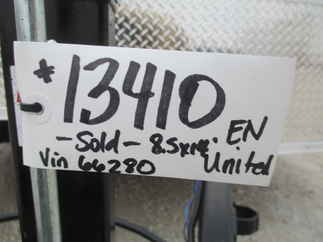 *13410
-Sold- 8.5x16' EN
Vin 66280 United